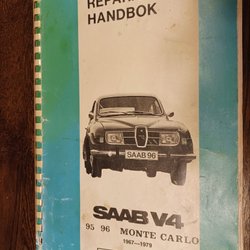 HANDBOK
SAAB 96
SAAB V4
95 96 MONTE CARLO
1967-1979